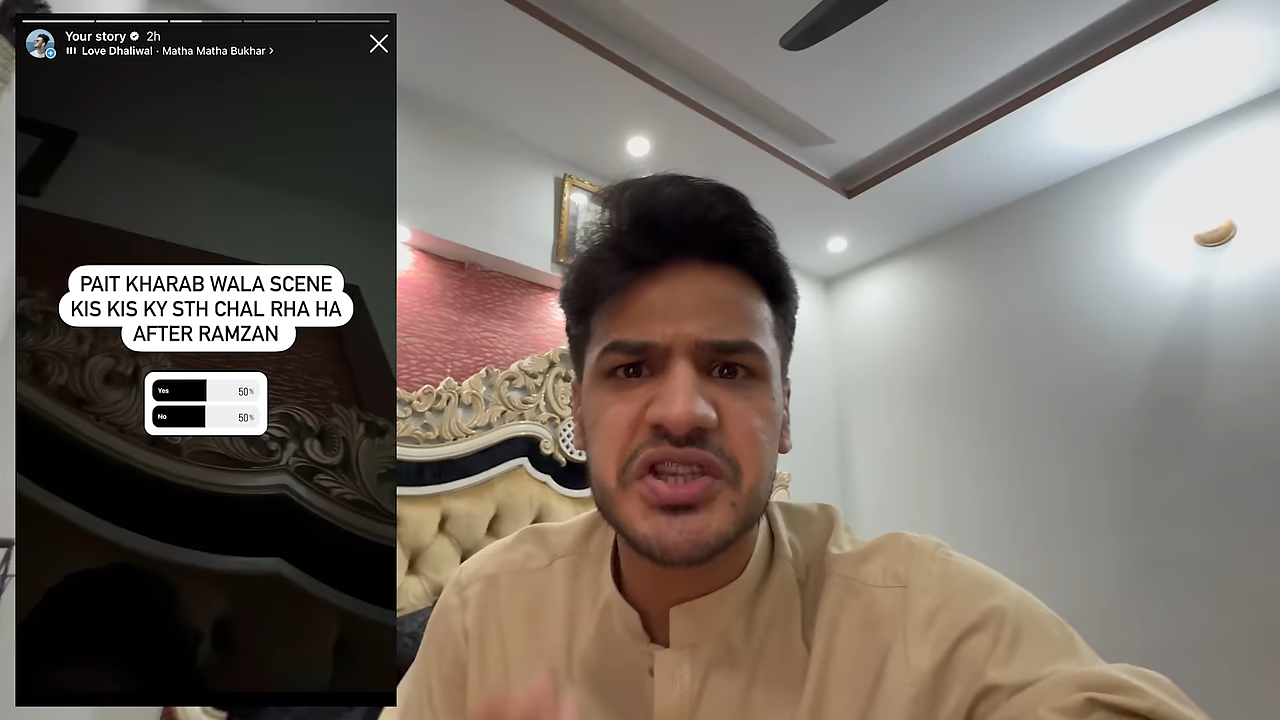 Your story 2h
Love Dhaliwal · Matha Matha Bukhar >
PAIT KHARAB WALA SCENE
KIS KIS KY STH CHAL RHA HA
AFTER RAMZAN
Yes 50%
No 50%